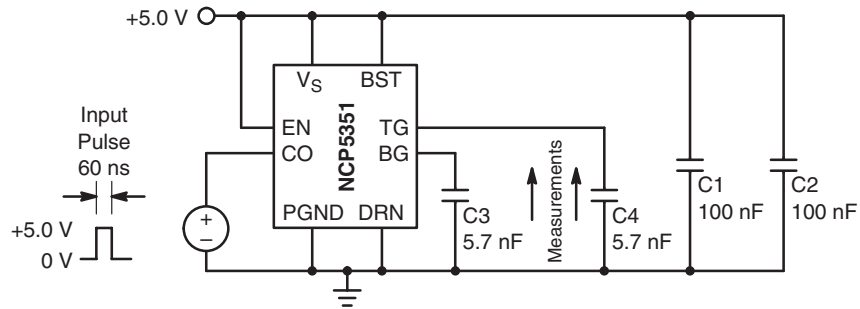 +5.0 V
V_S
BST
Input
Pulse
60 ns
EN
CO
NCP5351
TG
BG
PGND
DRN
+5.0 V
0 V
+
–
C3
5.7 nF
Measurements
C4
5.7 nF
C1
100 nF
C2
100 nF